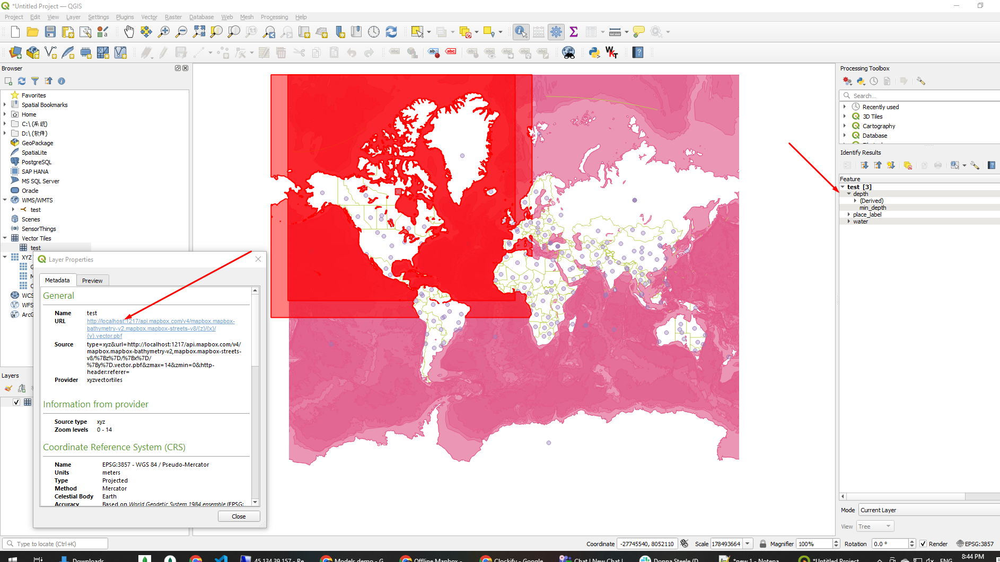 *Untitled Project — QGIS
Project Edit View Layer Settings Plugins Vector Raster Database Web Mesh Processing Help
Browser
Favorites
Spatial Bookmarks
Home
C:\ (系统)
D:\ (软件)
GeoPackage
SpatiaLite
PostgreSQL
SAP HANA
MS SQL Server
Oracle
WMS/WMTS
test
Scenes
SensorThings
Vector Tiles
test
XYZ
G
M
WCS
WFS
ArcG
Layers
Layer Properties
Metadata Preview
General
Name test
URL http://localhost:1217/api.mapbox.com/v4/mapbox.mapbox-
bathymetry-v2,mapbox.mapbox-streets-v8/{z}/{x}/
{y}.vector.pbf
Source type=xyz&url=http://localhost:1217/api.mapbox.com/v4/
mapbox.mapbox-bathymetry-v2,mapbox.mapbox-streets-
v8/%7Bz%7D/%7Bx%7D/
%7By%7D.vector.pbf&zmax=14&zmin=0&http-
header:referer=
Provider xyzvectortiles
Information from provider
Source type xyz
Zoom levels 0 - 14
Coordinate Reference System (CRS)
Name EPSG:3857 - WGS 84 / Pseudo-Mercator
Units meters
Type Projected
Method Mercator
Celestial Body Earth
Accuracy Based on World Geodetic System 1984 ensemble (EPSG:
Close
Processing Toolbox
Search...
Recently used
3D Tiles
Cartography
Database
Identify Results
Feature
test [3]
depth
(Derived)
min_depth
place_label
water
Mode Current Layer
View Tree
Type to locate (Ctrl+K)
Coordinate -27745540, 8052110 Scale 178493664 Magnifier 100% Rotation 0.0 ° Render EPSG:3857
Downloads 45.134.39.157 - Re Models demo - G Offline Mapbox - Clockify - Google Chat | New Chat | Donna Steele (D *new 1 - Notepa *Untitled Project ENG 8:44 PM